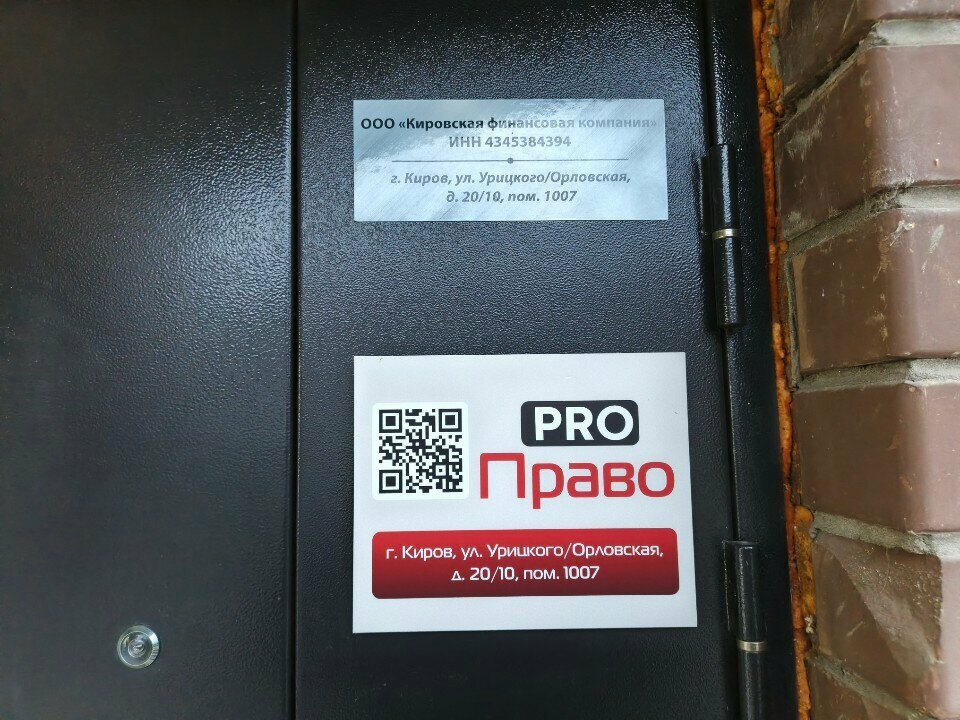 ООО «Кировская финансовая компания»
ИНН 4345384394
г. Киров, ул. Урицкого/Орловская,
д. 20/10, пом. 1007
PRO
Право
г. Киров, ул. Урицкого/Орловская,
д. 20/10, пом. 1007